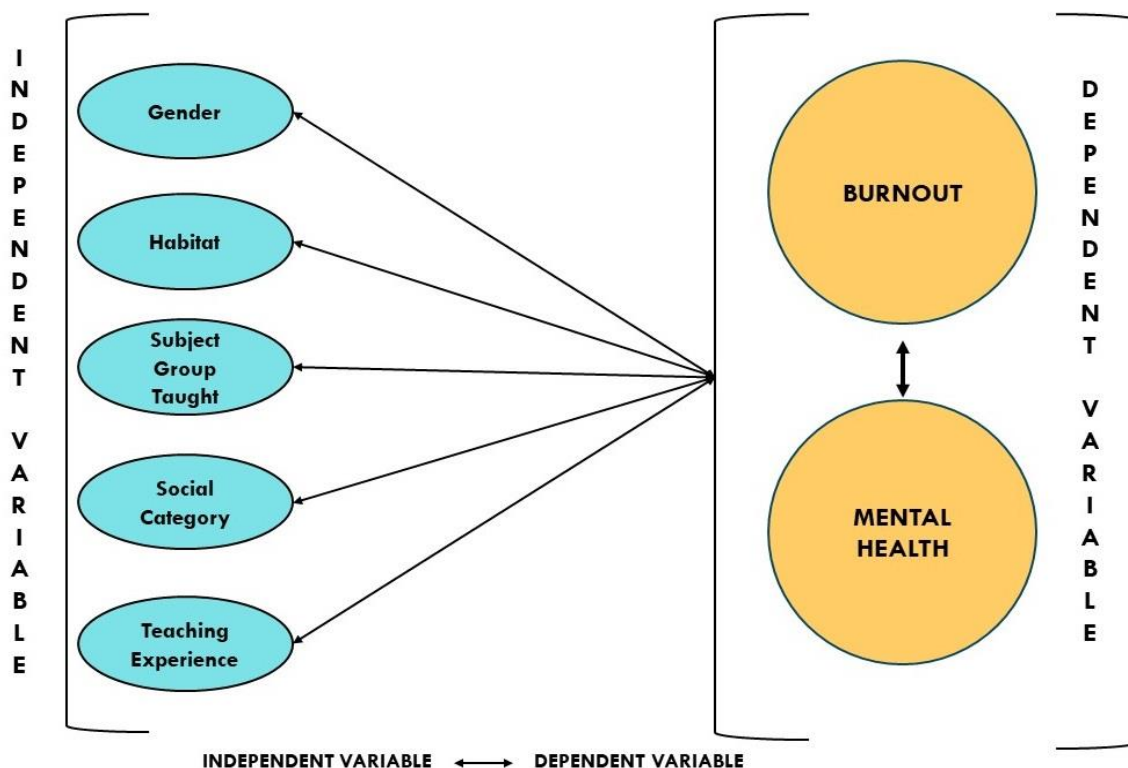 INDEPENDENT VARIABLE
Gender
Habitat
Subject
Group
Taught
Social
Category
Teaching
Experience
BURNOUT
MENTAL
HEALTH
DEPENDENT VARIABLE
INDEPENDENT VARIABLE ↔ DEPENDENT VARIABLE